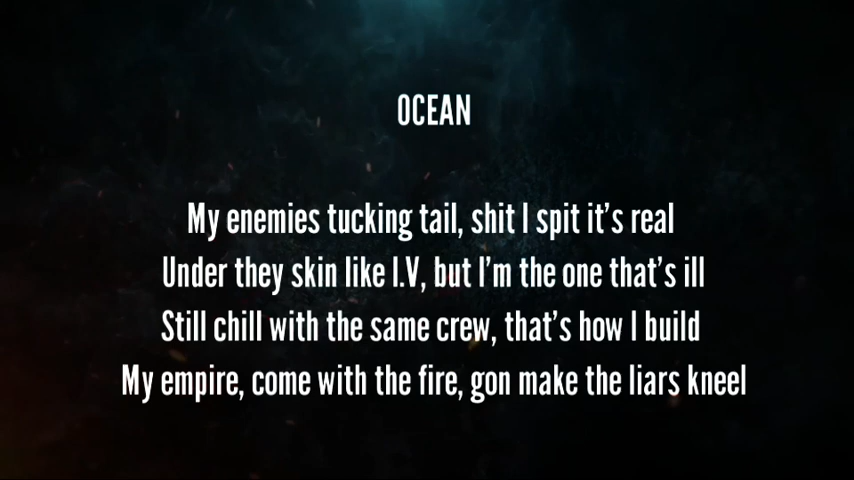 OCEAN
My enemies tucking tail, shit I spit it's real
Under they skin like I.V, but I'm the one that's ill
Still chill with the same crew, that's how I build
My empire, come with the fire, gon make the liars kneel